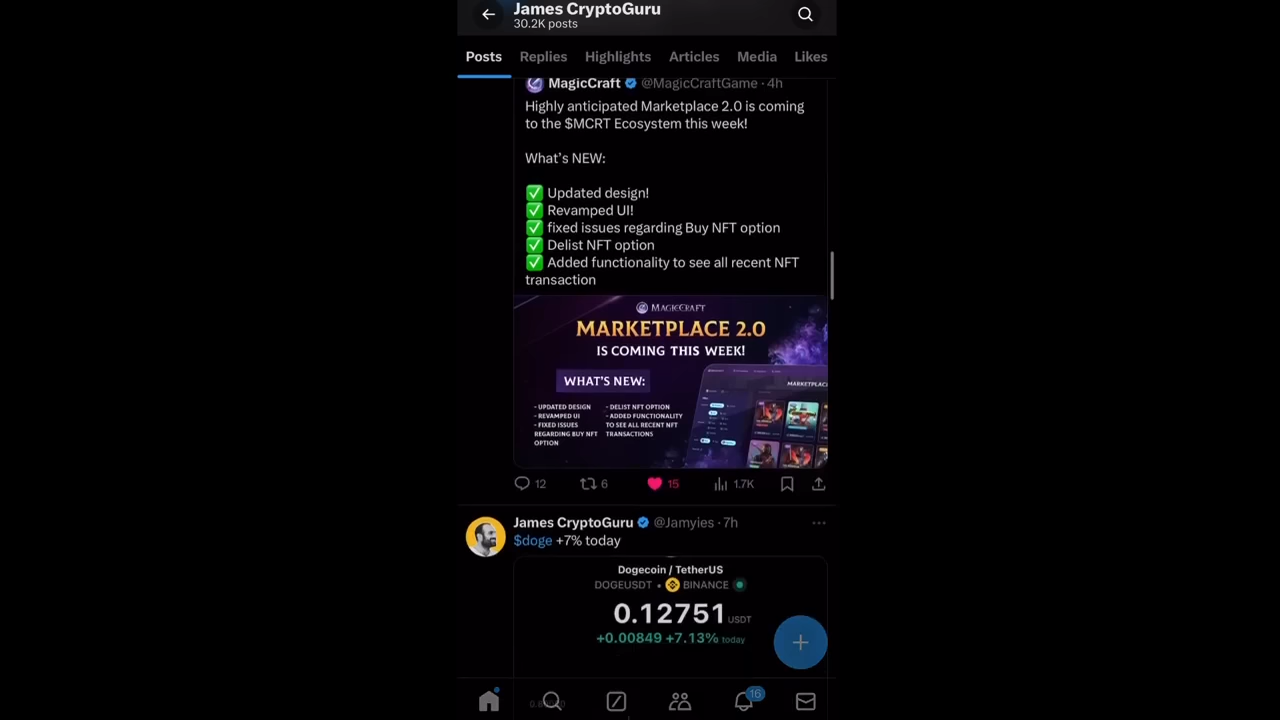 James CryptoGuru
30.2K posts
Posts Replies Highlights Articles Media Likes
MagicCraft @MagicCraftGame · 4h
Highly anticipated Marketplace 2.0 is coming
to the $MCRT Ecosystem this week!
What's NEW:
✅ Updated design!
✅ Revamped UI!
✅ fixed issues regarding Buy NFT option
✅ Delist NFT option
✅ Added functionality to see all recent NFT
transaction
MAGICCRAFT
MARKETPLACE 2.0
IS COMING THIS WEEK!
WHAT'S NEW:
- UPDATED DESIGN
- REVAMPED UI
- FIXED ISSUES
REGARDING BUY NFT
OPTION
- DELIST NFT OPTION
- ADDED FUNCTIONALITY
TO SEE ALL RECENT NFT
TRANSACTIONS
12 6 15 1.7K
James CryptoGuru @Jamyies · 7h
$doge +7% today
Dogecoin / TetherUS
DOGEUSDT • BINANCE
0.12751 USDT
+0.00849 +7.13% today
16